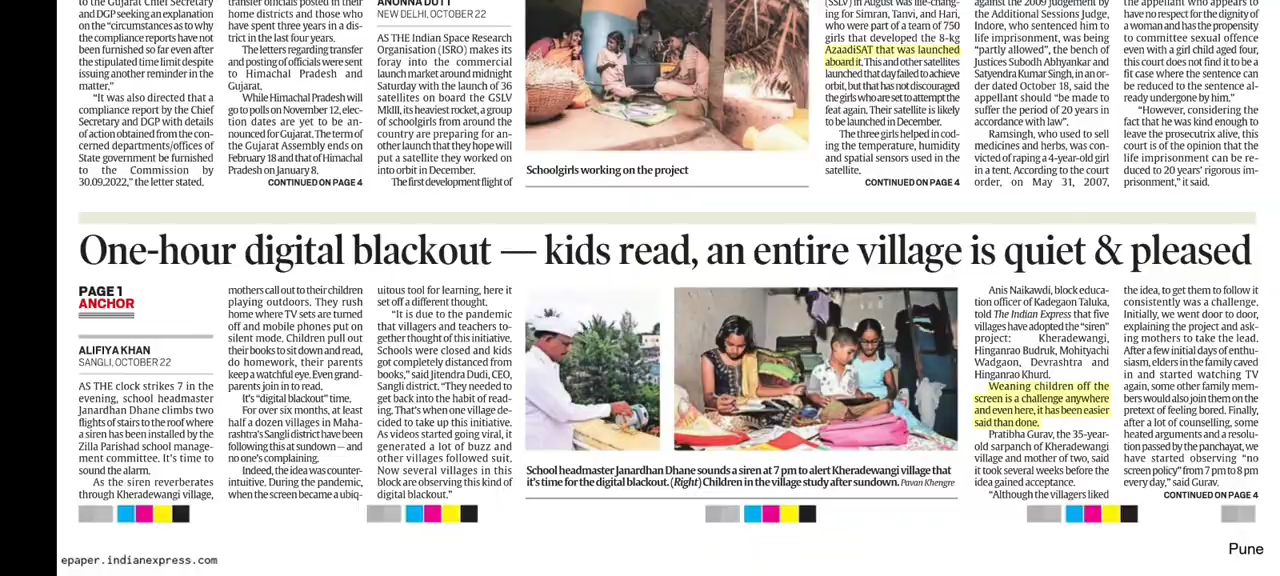 to the Gujarat Chief Secretary
and DGP seeking an explanation
on the "circumstances as to why
the compliance reports have not
been furnished so far even after
the stipulated time limit despite
issuing another reminder in the
matter."
"It was also directed that a
compliance report by the Chief
Secretary and DGP with details
of action obtained from the con-
cerned departments/offices of
State government be furnished
to the Commission by
30.09.2022," the letter stated.
transfer officials posted in their
home districts and those who
have spent three years in a dis-
trict in the last four years.
The letters regarding transfer
and posting of officials were sent
to Himachal Pradesh and
Gujarat.
While Himachal Pradesh will
go to polls on November 12, elec-
tion dates are yet to be an-
nounced for Gujarat. The term of
the Gujarat Assembly ends on
February 18 and that of Himachal
Pradesh on January 8.
CONTINUED ON PAGE 4
ANONNA DUTT
NEW DELHI, OCTOBER 22
AS THE Indian Space Research
Organisation (ISRO) makes its
foray into the commercial
launch market around midnight
Saturday with the launch of 36
satellites on board the GSLV
MkIII, its heaviest rocket, a group
of schoolgirls from around the
country are preparing for an-
other launch that they hope will
put a satellite they worked on
into orbit in December.
The first development flight of
Schoolgirls working on the project
(SSLV) in August was life-chang-
ing for Simran, Tanvi, and Hari,
who were part of a team of 750
girls that developed the 8-kg
AzaadiSAT that was launched
aboard it. This and other satellites
launched that day failed to achieve
orbit, but that has not discouraged
the girls who are set to attempt the
feat again. Their satellite is likely
to be launched in December.
The three girls helped in cod-
ing the temperature, humidity
and spatial sensors used in the
satellite.
CONTINUED ON PAGE 4
against the 2009 judgement by
the Additional Sessions Judge,
Indore, who sentenced him to
life imprisonment, was being
"partly allowed", the bench of
Justices Subodh Abhyankar and
Satyendra Kumar Singh, in an or-
der dated October 18, said the
appellant should "be made to
suffer the period of 20 years in
accordance with law".
Ramsingh, who used to sell
medicines and herbs, was con-
victed of raping a 4-year-old girl
in a tent. According to the court
order, on May 31, 2007,
the appellant who appears to
have no respect for the dignity of
a woman and has the propensity
to committee sexual offence
even with a girl child aged four,
this court does not find it to be a
fit case where the sentence can
be reduced to the sentence al-
ready undergone by him."
"However, considering the
fact that he was kind enough to
leave the prosecutrix alive, this
court is of the opinion that the
life imprisonment can be re-
duced to 20 years' rigorous im-
prisonment," it said.
One-hour digital blackout — kids read, an entire village is quiet & pleased
PAGE 1
ANCHOR
ALIFIYA KHAN
SANGLI, OCTOBER 22
AS THE clock strikes 7 in the
evening, school headmaster
Janardhan Dhane climbs two
flights of stairs to the roof where
a siren has been installed by the
Zilla Parishad school manage-
ment committee. It's time to
sound the alarm.
As the siren reverberates
through Kheradewangi village,
mothers call out to their children
playing outdoors. They rush
home where TV sets are turned
off and mobile phones put on
silent mode. Children pull out
their books to sit down and read,
do homework, their parents
keep a watchful eye. Even grand-
parents join in to read.
It's "digital blackout" time.
For over six months, at least
half a dozen villages in Maha-
rashtra's Sangli district have been
following this at sundown — and
no one's complaining.
Indeed, the idea was counter-
intuitive. During the pandemic,
when the screen became a ubiq-
uitous tool for learning, here it
set off a different thought.
"It is due to the pandemic
that villagers and teachers to-
gether thought of this initiative.
Schools were closed and kids
got completely distanced from
books," said Jitendra Dudi, CEO,
Sangli district. "They needed to
get back into the habit of read-
ing. That's when one village de-
cided to take up this initiative.
As videos started going viral, it
generated a lot of buzz and
other villages followed suit.
Now several villages in this
block are observing this kind of
digital blackout."
School headmaster Janardhan Dhane sounds a siren at 7 pm to alert Kheradewangi village that
it's time for the digital blackout. (Right) Children in the village study after sundown. Pavan Khengre
Anis Naikawdi, block educa-
tion officer of Kadegaon Taluka,
told The Indian Express that five
villages have adopted the "siren"
project: Kheradewangi,
Hinganrao Budruk, Mohityachi
Wadgaon, Devrashtra and
Hinganrao Khurd.
Weaning children off the
screen is a challenge anywhere
and even here, it has been easier
said than done.
Pratibha Gurav, the 35-year-
old sarpanch of Kheradewangi
village and mother of two, said
it took several weeks before the
idea gained acceptance.
"Although the villagers liked
the idea, to get them to follow it
consistently was a challenge.
Initially, we went door to door,
explaining the project and ask-
ing mothers to take the lead.
After a few initial days of enthu-
siasm, elders in the family caved
in and started watching TV
again, some other family mem-
bers would also join them on the
pretext of feeling bored. Finally,
after a lot of counselling, some
heated arguments and a resolu-
tion passed by the panchayat, we
have started observing "no
screen policy" from 7 pm to 8 pm
every day," said Gurav.
CONTINUED ON PAGE 4
epaper.indianexpress.com
Pune